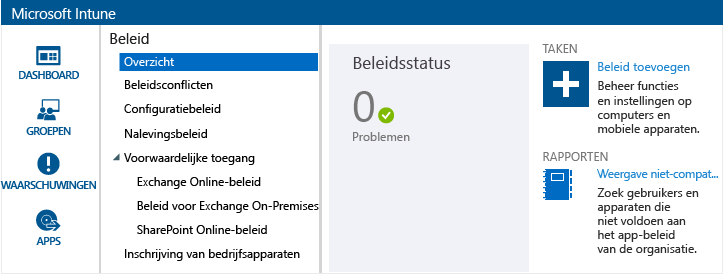 Microsoft Intune
DASHBOARD
GROEPEN
WAARSCHUWINGEN
APPS
Beleid
Overzicht
Beleidsconflicten
Configuratiebeleid
Nalevingsbeleid
Voorwaardelijke toegang
Exchange Online-beleid
Beleid voor Exchange On-Premises
SharePoint Online-beleid
Inschrijving van bedrijfsapparaten
Beleidsstatus
0
Problemen
TAKEN
Beleid toevoegen
Beheer functies
en instellingen op
computers en
mobiele apparaten.
RAPPORTEN
Weergave niet-compat...
Zoek gebruikers en
apparaten die
niet voldoen aan
het app-beleid
van de organisatie.